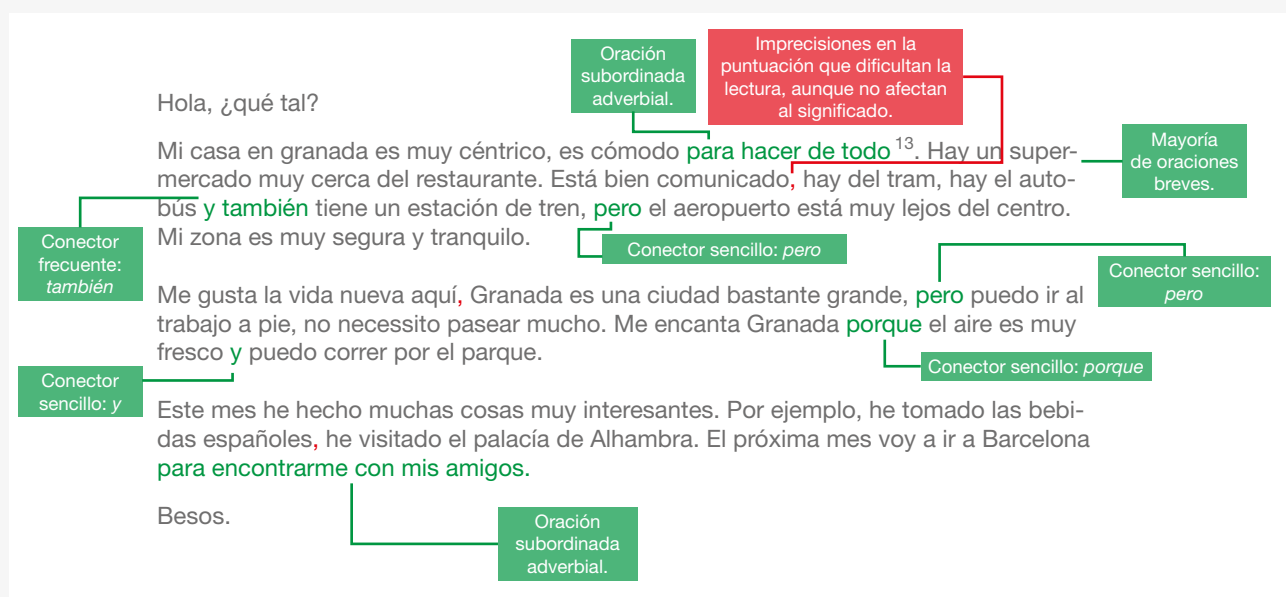 Oración
subordinada
adverbial.
Imprecisiones en la
puntuación que dificultan la
lectura, aunque no afectan
al significado.
Hola, ¿qué tal?
Mayoría
de oraciones
breves.
Mi casa en granada es muy céntrico, es cómodo para hacer de todo 13. Hay un super-
mercado muy cerca del restaurante. Está bien comunicado, hay del tram, hay el auto-
bús y también tiene un estación de tren, pero el aeropuerto está muy lejos del centro.
Mi zona es muy segura y tranquilo.
Conector
frecuente:
también
Conector sencillo: pero
Conector sencillo:
pero
Me gusta la vida nueva aquí, Granada es una ciudad bastante grande, pero puedo ir al
trabajo a pie, no necessito pasear mucho. Me encanta Granada porque el aire es muy
fresco y puedo correr por el parque.
Conector sencillo: porque
Conector
sencillo: y
Este mes he hecho muchas cosas muy interesantes. Por ejemplo, he tomado las bebi-
das españoles, he visitado el palacía de Alhambra. El próxima mes voy a ir a Barcelona
para encontrarme con mis amigos.
Besos.
Oración
subordinada
adverbial.